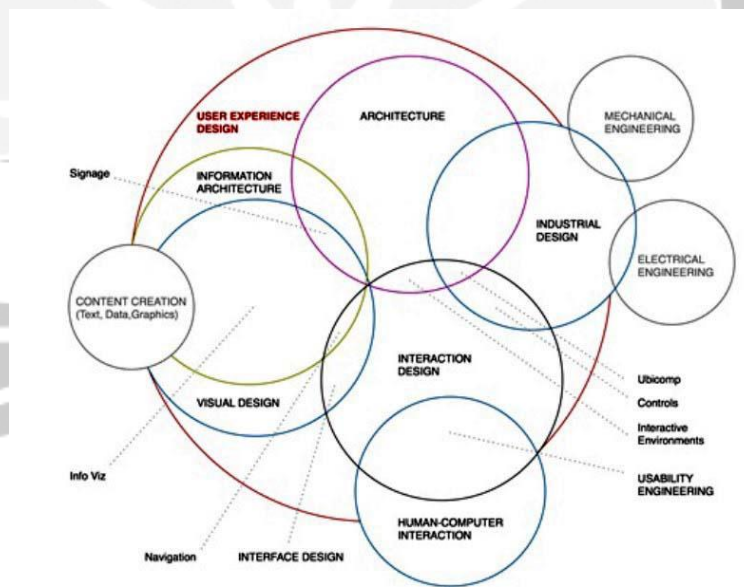 USER EXPERIENCE
DESIGN
ARCHITECTURE
MECHANICAL
ENGINEERING
Signage
INFORMATION
ARCHITECTURE
INDUSTRIAL
DESIGN
ELECTRICAL
ENGINEERING
CONTENT CREATION
(Text, Data,Graphics)
INTERACTION
DESIGN
Ubicomp
VISUAL DESIGN
Controls
Interactive
Environments
Info Viz
USABILITY
ENGINEERING
HUMAN-COMPUTER
INTERACTION
Navigation
INTERFACE DESIGN